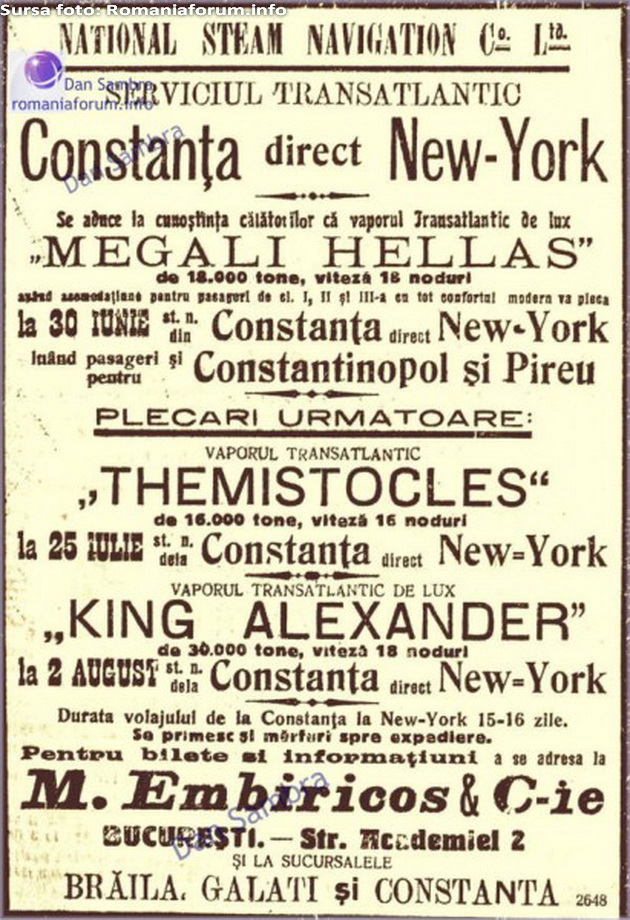 Sursa foto: Romaniaforum.info
NATIONAL STEAM NAVIGATION Co. Ltd.
Dan Sambra
romaniaforum.info
SERVICIUL TRANSATLANTIC
Constanța direct New-York
Dan Sambra
Se aduce la cunoștința călătorilor că vaporul Transatlantic de lux
„MEGALI HELLAS”
de 18.000 tone, viteză 18 noduri
având acomodațiune pentru pasageri de cl. I, II și III-a cu tot confortul modern va pleca
la 30 IUNIE st. n. din Constanța direct New-York
luând pasageri și pentru Constantinopol și Pireu
PLECARI URMATOARE:
VAPORUL TRANSATLANTIC
„THEMISTOCLES“
de 16.000 tone, viteză 16 noduri
la 25 IULIE st. n. dela Constanța direct New=York
VAPORUL TRANSATLANTIC DE LUX
„KING ALEXANDER”
de 30.000 tone, viteză 18 noduri
la 2 AUGUST st. n. dela Constanța direct New=York
Durata voiajului de la Constanța la New-York 15-16 zile.
Se primesc și mărfuri spre expediere.
Pentru bilete si informațiuni a se adresa la
M. Embiricos & C-ie
Dan Sambra
BUCUREȘTI. — Str. Academiei 2
ȘI LA SUCURSALELE
BRĂILA, GALATI și CONSTANTA 2648